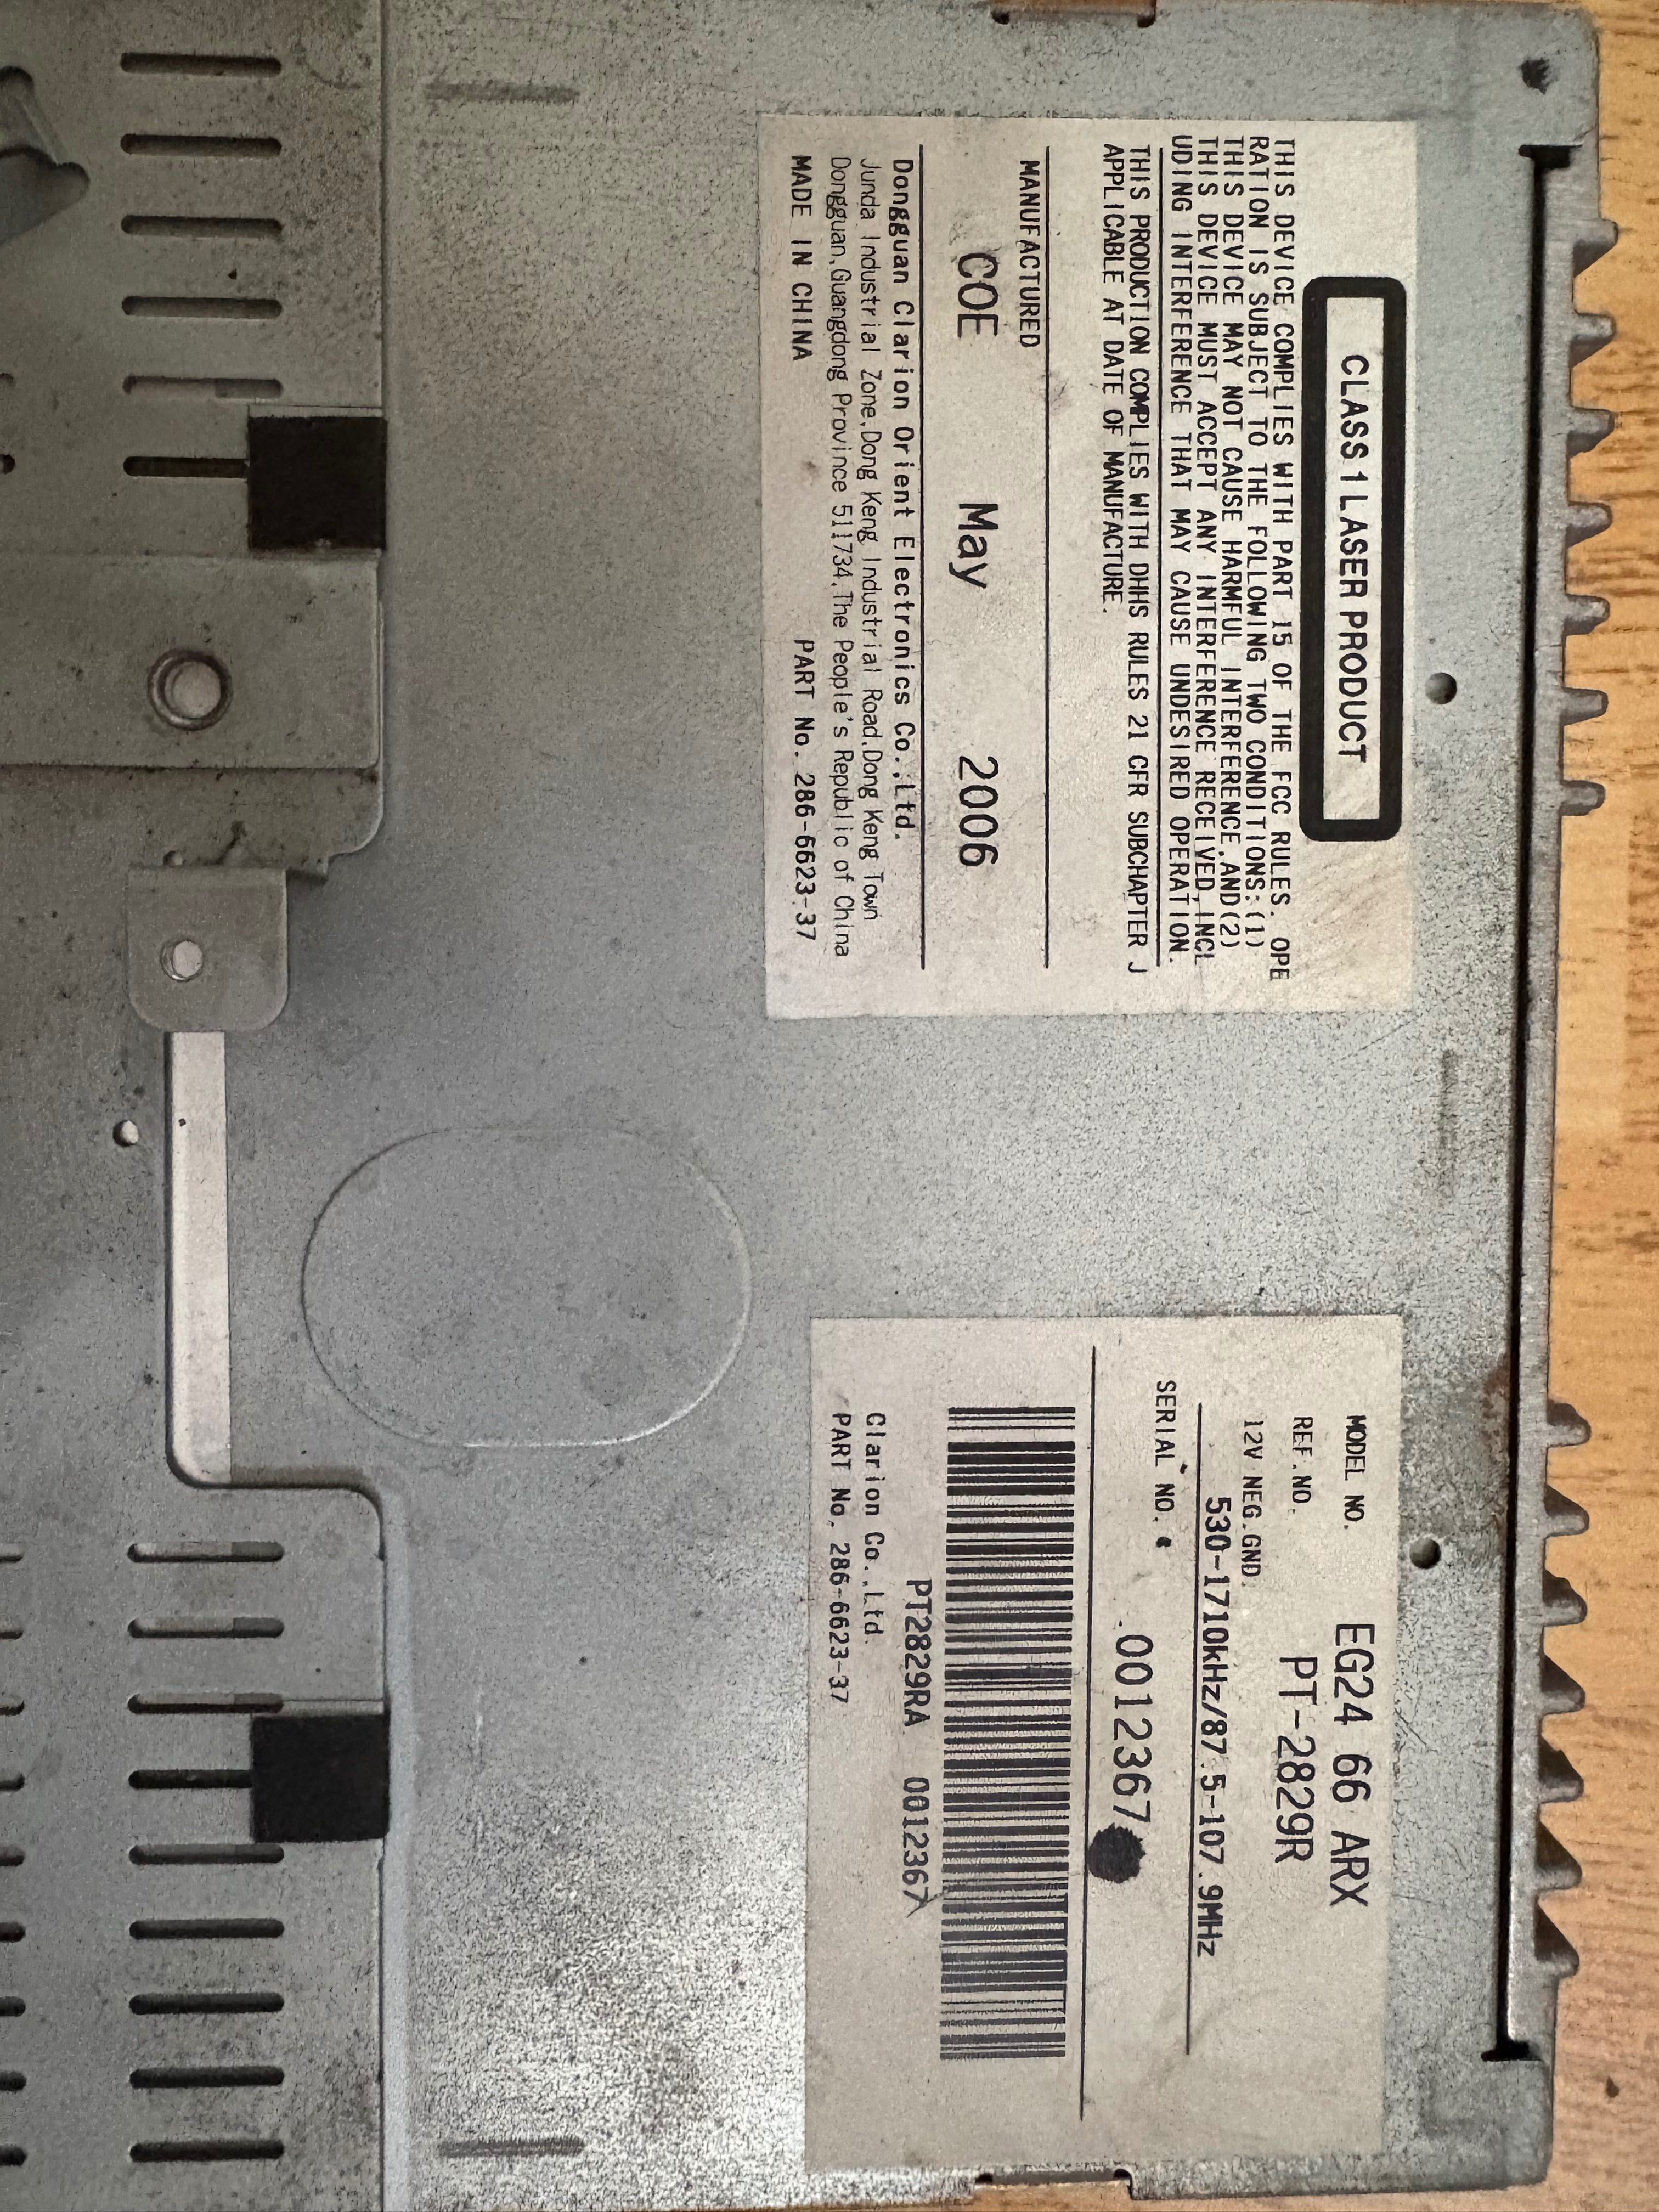 CLASS 1 LASER PRODUCT
THIS DEVICE COMPLIES WITH PART 15 OF THE FCC RULES. OPE
RATION IS SUBJECT TO THE FOLLOWING TWO CONDITIONS:(1)
THIS DEVICE MAY NOT CAUSE HARMFUL INTERFERENCE,AND(2)
THIS DEVICE MUST ACCEPT ANY INTERFERENCE RECEIVED,INCL
UDING INTERFERENCE THAT MAY CAUSE UNDESIRED OPERATION.
THIS PRODUCTION COMPLIES WITH DHHS RULES 21 CFR SUBCHAPTER J
APPLICABLE AT DATE OF MANUFACTURE.
MANUFACTURED
COE May 2006
Dongguan Clarion Orient Electronics Co.,Ltd.
Junda Industrial Zone,Dong Keng Industrial Road,Dong Keng Town
Dongguan,Guangdong Province 511734,The People's Republic of China
MADE IN CHINA PART No. 286-6623-37
MODEL NO. EG24 66 ARX
REF.NO. PT-2829R
12V NEG.GND.
530-1710kHz/87.5-107.9MHz
SERIAL NO. 0012367
PT2829RA 0012367
Clarion Co.,Ltd.
PART No. 286-6623-37